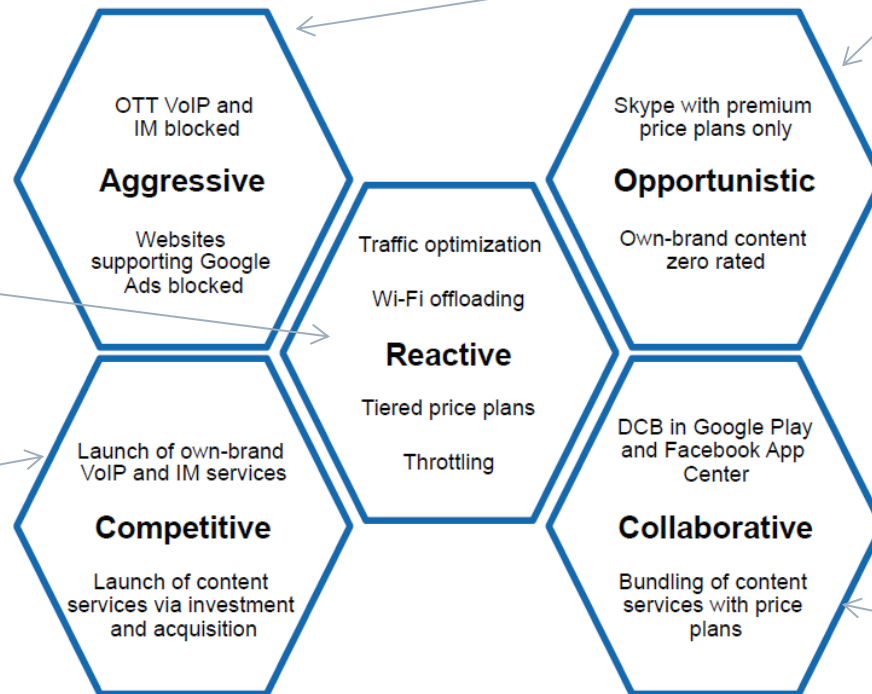 OTT VoIP and
IM blocked
Aggressive
Websites
supporting Google
Ads blocked
Skype with premium
price plans only
Opportunistic
Own-brand content
zero rated
Traffic optimization
Wi-Fi offloading
Reactive
Tiered price plans
Throttling
Launch of own-brand
VoIP and IM services
Competitive
Launch of content
services via investment
and acquisition
DCB in Google Play
and Facebook App
Center
Collaborative
Bundling of content
services with price
plans